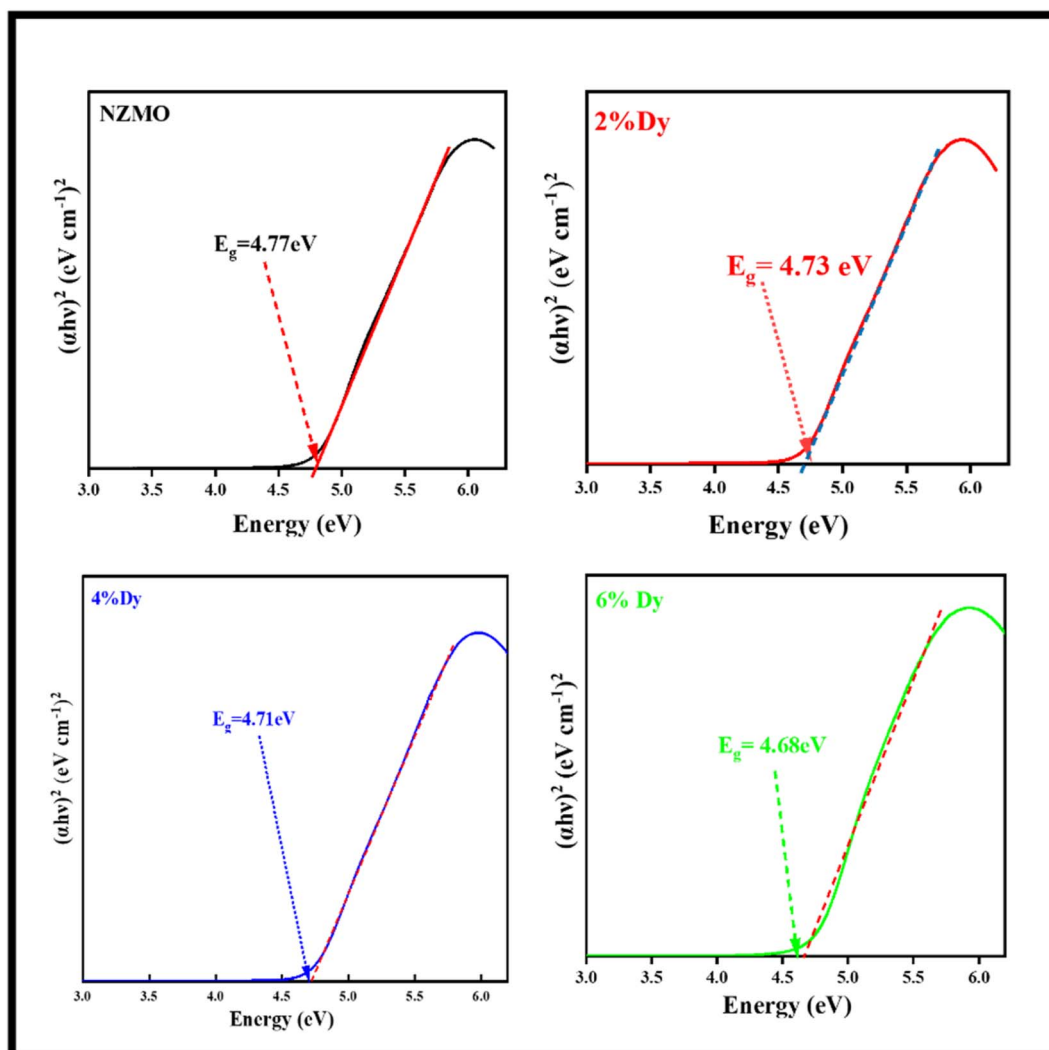 NZMO
(αhν)² (eV cm⁻¹)²
E_g=4.77eV
3.0 3.5 4.0 4.5 5.0 5.5 6.0
Energy (eV)
2%Dy
(αhν)² (eV cm⁻¹)²
E_g= 4.73 eV
3.0 3.5 4.0 4.5 5.0 5.5 6.0
Energy (eV)
4%Dy
(αhν)² (eV cm⁻¹)²
E_g=4.71eV
3.0 3.5 4.0 4.5 5.0 5.5 6.0
Energy (eV)
6% Dy
(αhν)² (eV cm⁻¹)²
E_g= 4.68eV
3.0 3.5 4.0 4.5 5.0 5.5 6.0
Energy (eV)